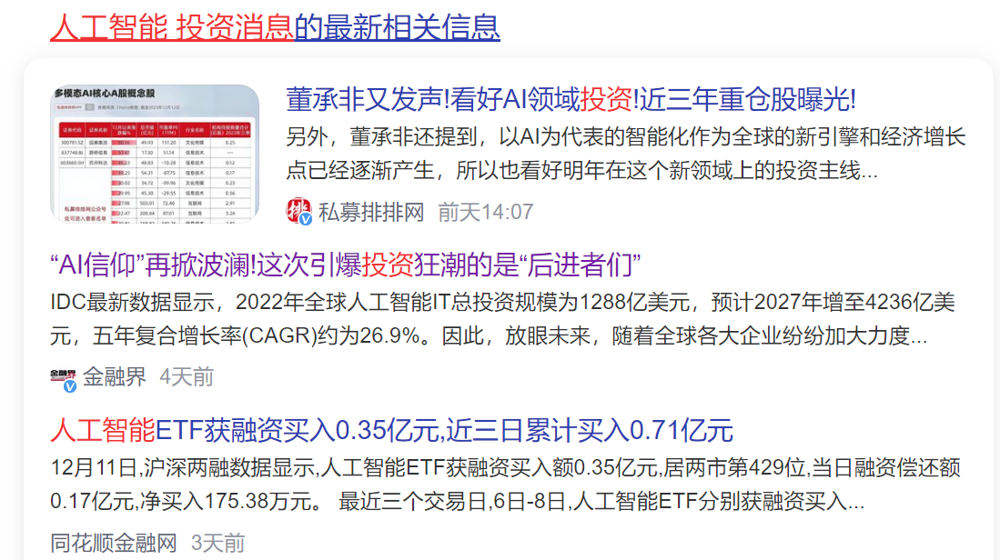 人工智能 投资消息的最新相关信息
多模态AI核心A股概念股
董承非又发声!看好AI领域投资!近三年重仓股曝光!
另外，董承非还提到，以AI为代表的智能化作为全球的新引擎和经济增长
点已经逐渐产生，所以也看好明年在这个新领域上的投资主线...
私募排排网 前天14:07
“AI信仰”再掀波澜!这次引爆投资狂潮的是“后进者们”
IDC最新数据显示，2022年全球人工智能IT总投资规模为1288亿美元，预计2027年增至4236亿美
元，五年复合增长率(CAGR)约为26.9%。因此，放眼未来，随着全球各大企业纷纷加大力度...
金融界 4天前
人工智能ETF获融资买入0.35亿元,近三日累计买入0.71亿元
12月11日,沪深两融数据显示,人工智能ETF获融资买入额0.35亿元,居两市第429位,当日融资偿还额
0.17亿元,净买入175.38万元。 最近三个交易日,6日-8日,人工智能ETF分别获融资买入...
同花顺金融网 3天前